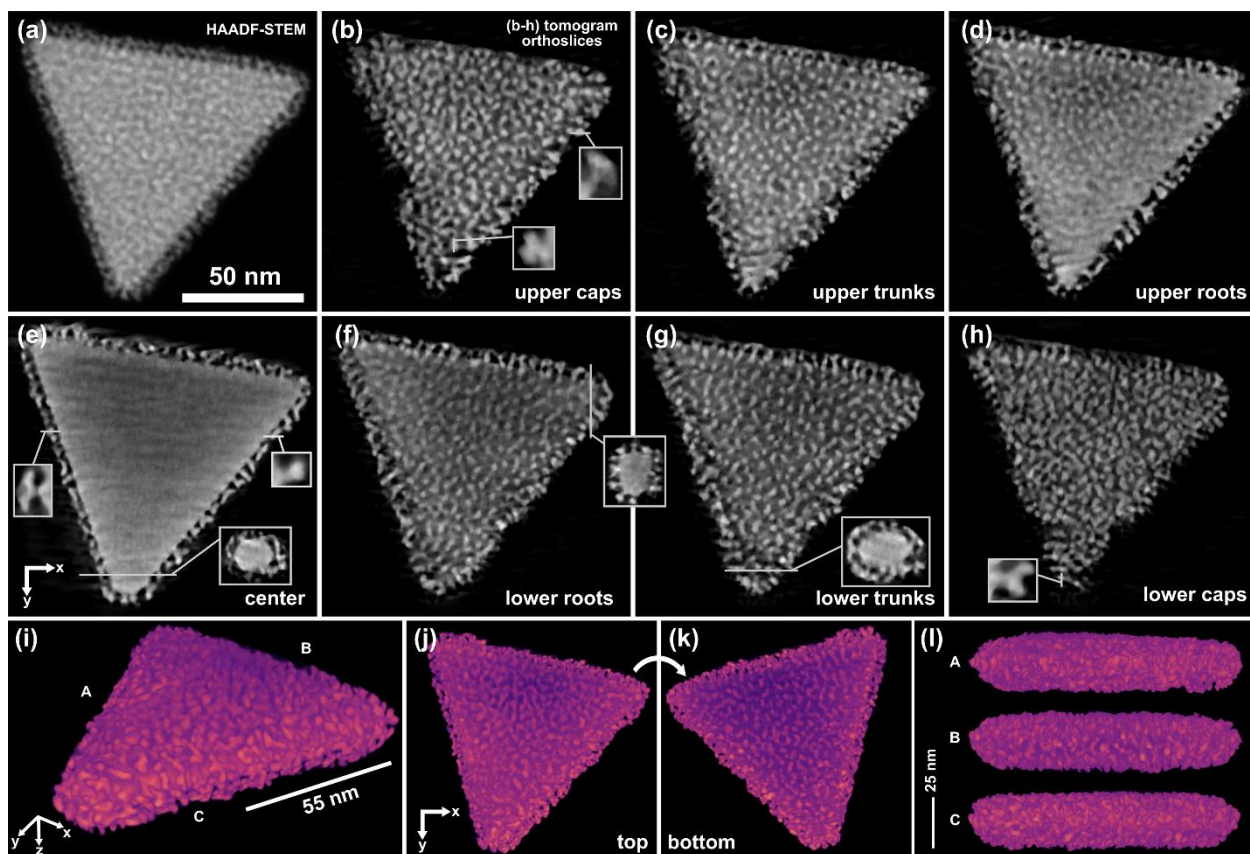 (a)
HAADF-STEM
50 nm
(b)
(b-h) tomogram
orthoslices
upper caps
(c)
upper trunks
(d)
upper roots
(e)
x
y
center
(f)
lower roots
(g)
lower trunks
(h)
lower caps
(i)
A
B
C
55 nm
y
z
x
(j)
x
y
top
(k)
bottom
(l)
A
B
C
25 nm